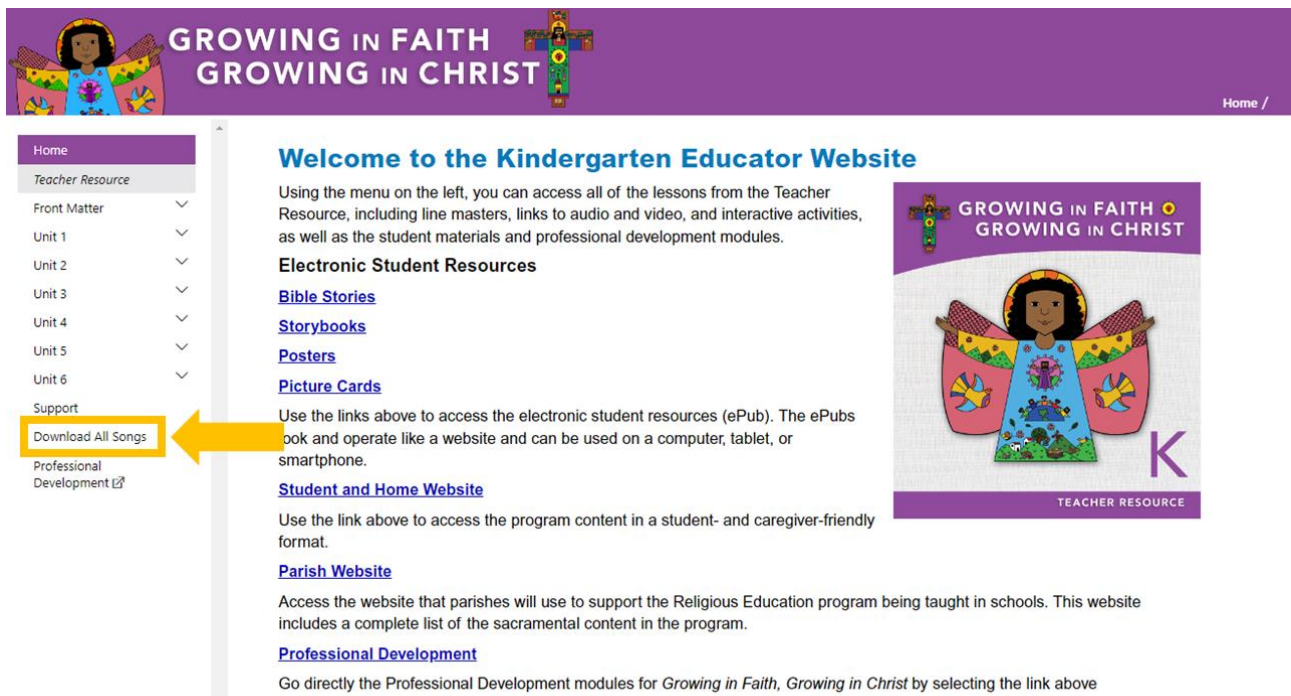 GROWING IN FAITH
GROWING IN CHRIST
Home /
Home
Teacher Resource
Front Matter
Unit 1
Unit 2
Unit 3
Unit 4
Unit 5
Unit 6
Support
Download All Songs
Professional
Development
Welcome to the Kindergarten Educator Website
Using the menu on the left, you can access all of the lessons from the Teacher
Resource, including line masters, links to audio and video, and interactive activities,
as well as the student materials and professional development modules.
Electronic Student Resources
Bible Stories
Storybooks
Posters
Picture Cards
Use the links above to access the electronic student resources (ePub). The ePubs
look and operate like a website and can be used on a computer, tablet, or
smartphone.
Student and Home Website
Use the link above to access the program content in a student- and caregiver-friendly
format.
Parish Website
Access the website that parishes will use to support the Religious Education program being taught in schools. This website
includes a complete list of the sacramental content in the program.
Professional Development
Go directly the Professional Development modules for Growing in Faith, Growing in Christ by selecting the link above
GROWING IN FAITH
GROWING IN CHRIST
K
TEACHER RESOURCE